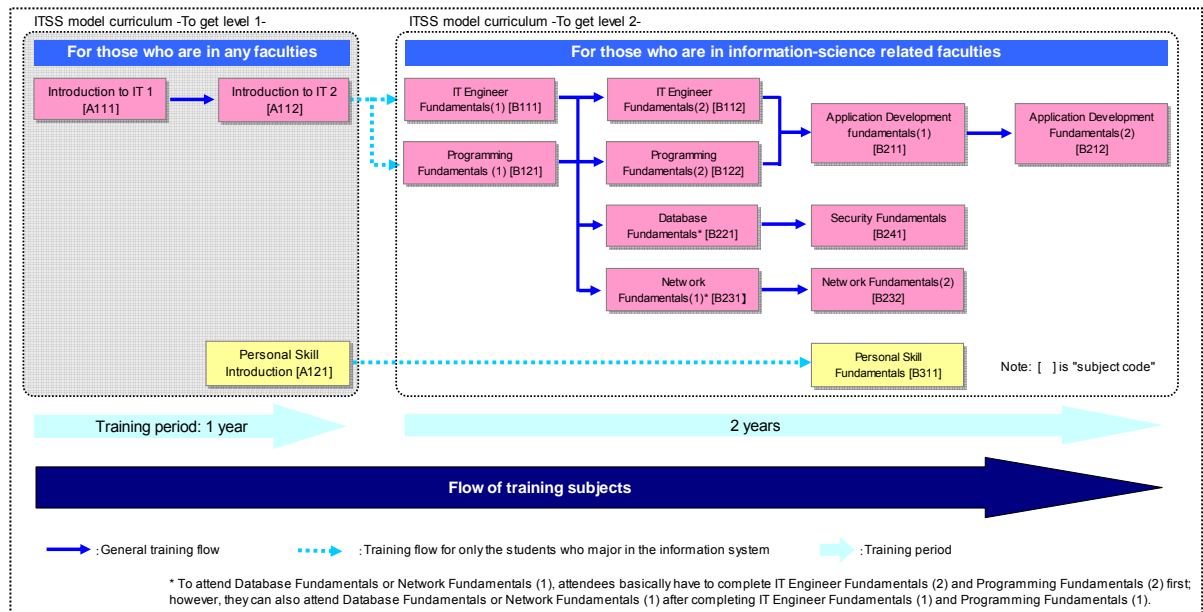 ITSS model curriculum -To get level 1-
ITSS model curriculum -To get level 2-
For those who are in any faculties
For those who are in information-science related faculties
Introduction to IT 1
[A111]
Introduction to IT 2
[A112]
IT Engineer
Fundamentals(1) [B111]
IT Engineer
Fundamentals(2) [B112]
Application Development
fundamentals(1)
[B211]
Application Development
Fundamentals(2)
[B212]
Programming
Fundamentals (1) [B121]
Programming
Fundamentals(2) [B122]
Database
Fundamentals* [B221]
Security Fundamentals
[B241]
Network
Fundamentals(1)* [B231】
Network Fundamentals(2)
[B232]
Personal Skill
Introduction [A121]
Personal Skill
Fundamentals [B311]
Note: [ ] is "subject code"
Training period: 1 year
2 years
Flow of training subjects
:General training flow
:Training flow for only the students who major in the information system
:Training period
* To attend Database Fundamentals or Network Fundamentals (1), attendees basically have to complete IT Engineer Fundamentals (2) and Programming Fundamentals (2) first;
however, they can also attend Database Fundamentals or Network Fundamentals (1) after completing IT Engineer Fundamentals (1) and Programming Fundamentals (1).